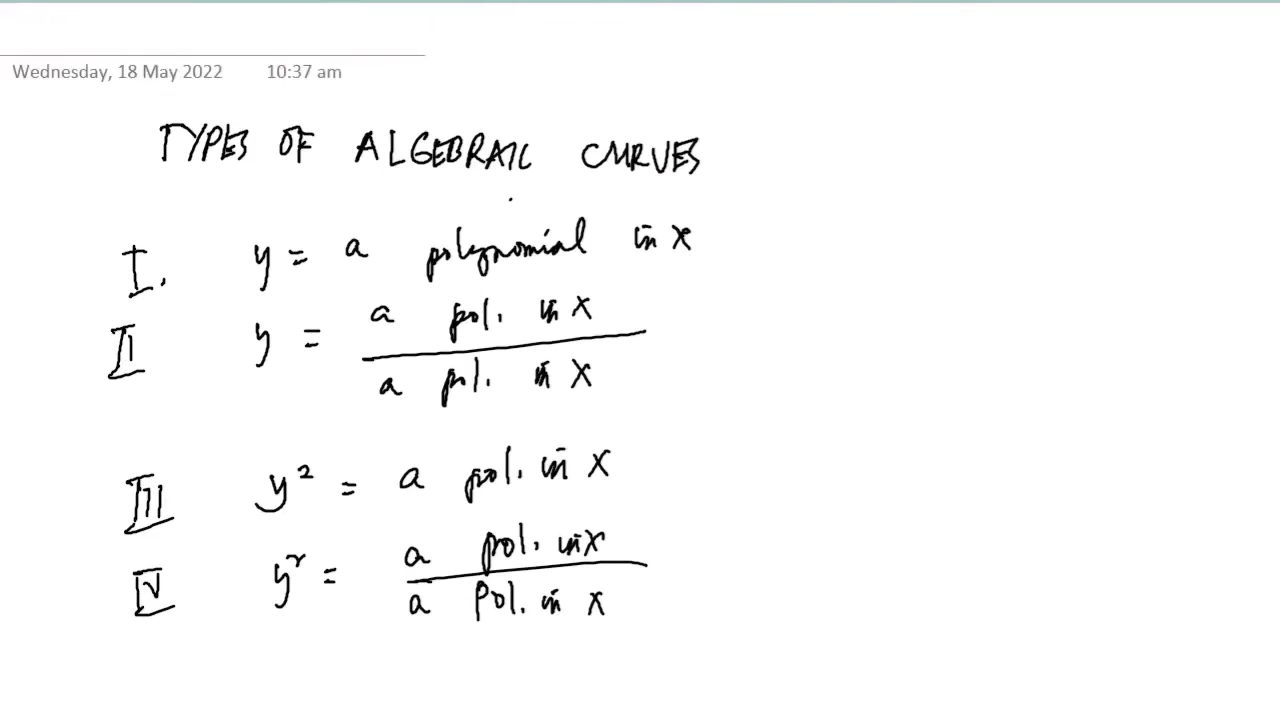 Wednesday, 18 May 2022 10:37 am
TYPES OF ALGEBRAIC CURVES
I. y = a polynomial in x
II y = a pol. in x / a pol. in x
III y² = a pol. in x
IV y² = a pol. in x / a Pol. in x